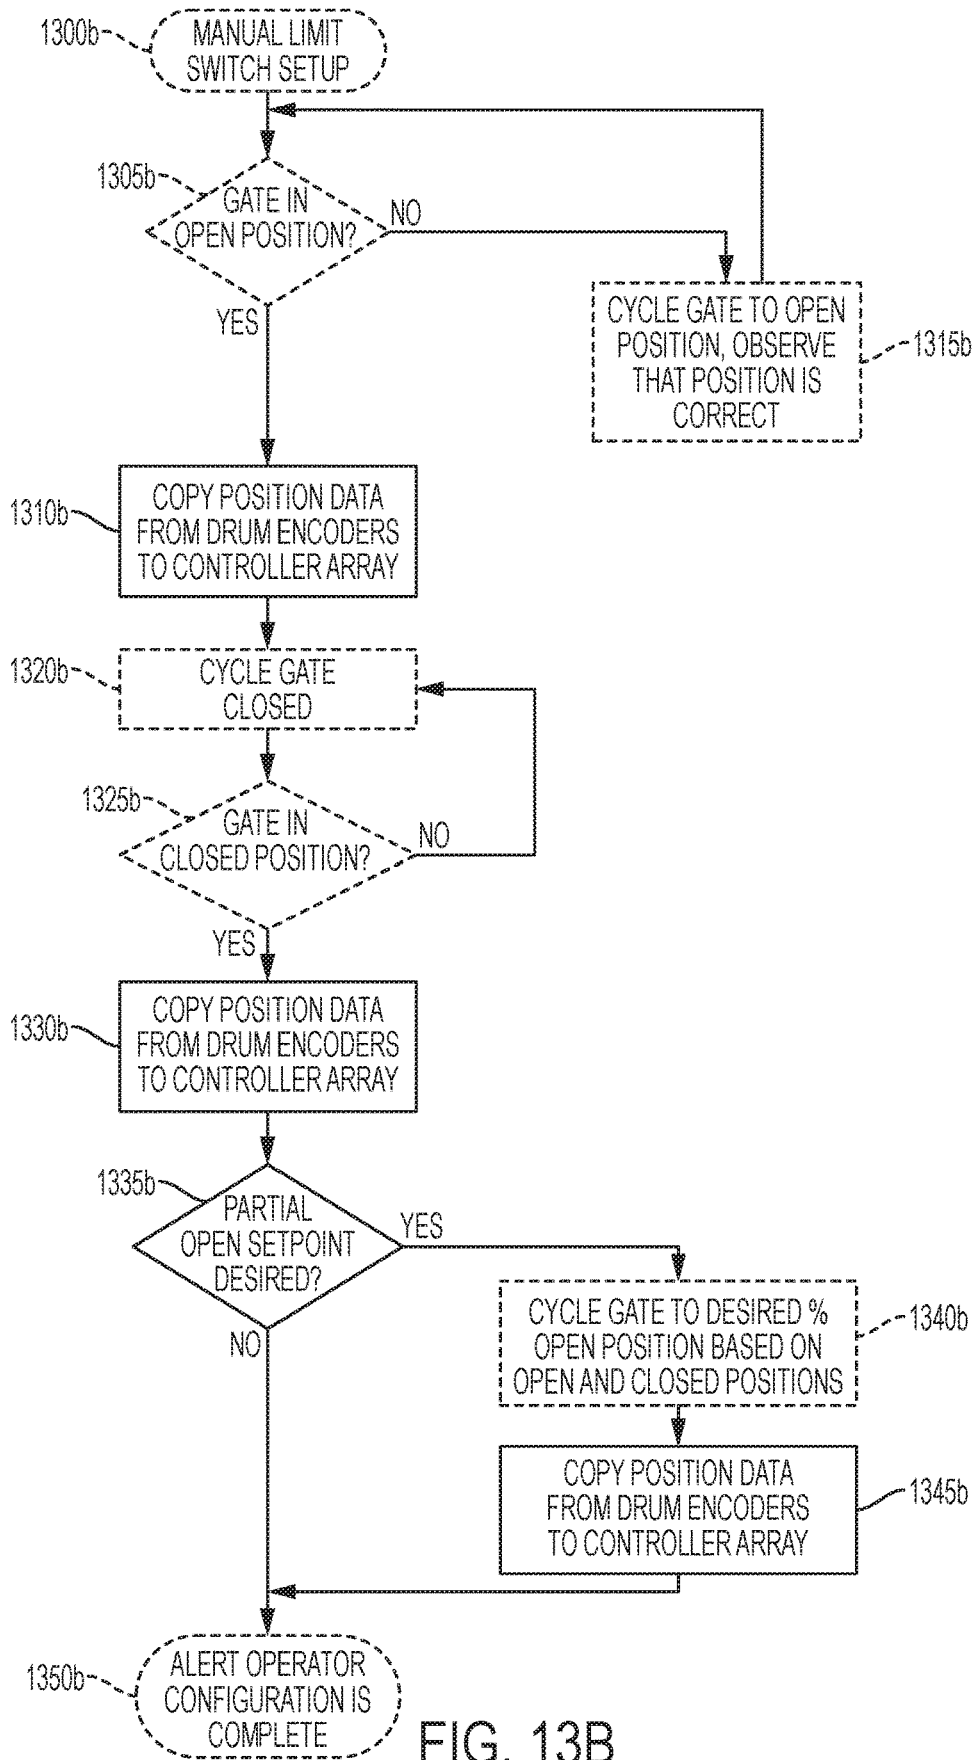 1300b
MANUAL LIMIT
SWITCH SETUP
1305b
GATE IN
OPEN POSITION?
NO
YES
CYCLE GATE TO OPEN
POSITION, OBSERVE
THAT POSITION IS
CORRECT
1315b
1310b
COPY POSITION DATA
FROM DRUM ENCODERS
TO CONTROLLER ARRAY
1320b
CYCLE GATE
CLOSED
1325b
GATE IN
CLOSED POSITION?
NO
YES
1330b
COPY POSITION DATA
FROM DRUM ENCODERS
TO CONTROLLER ARRAY
1335b
PARTIAL
OPEN SETPOINT
DESIRED?
YES
NO
CYCLE GATE TO DESIRED %
OPEN POSITION BASED ON
OPEN AND CLOSED POSITIONS
1340b
COPY POSITION DATA
FROM DRUM ENCODERS
TO CONTROLLER ARRAY
1345b
1350b
ALERT OPERATOR
CONFIGURATION IS
COMPLETE
FIG. 13B